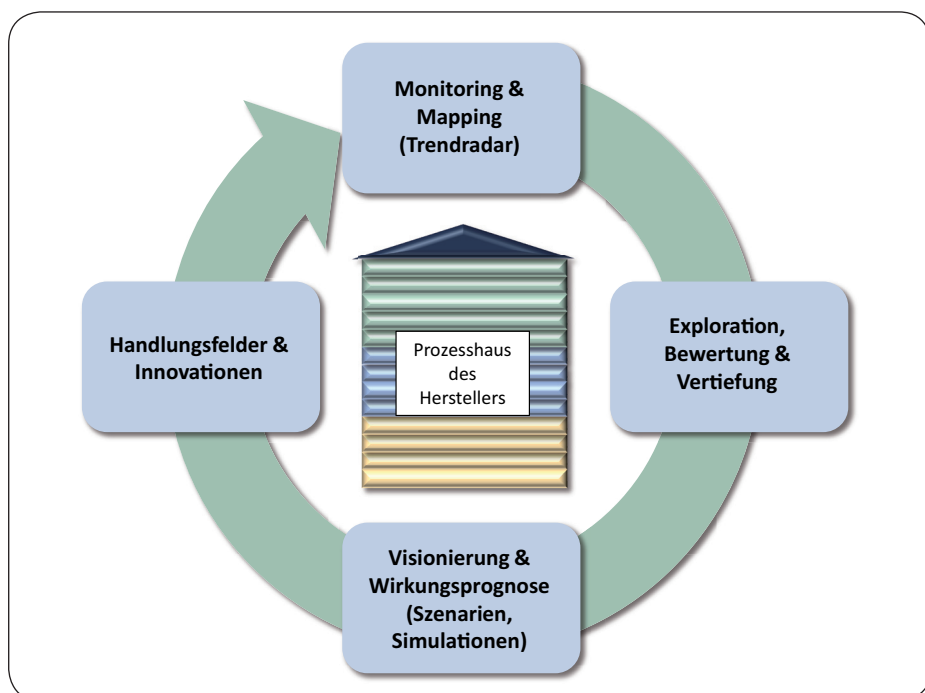 Monitoring &
Mapping
(Trendradar)
Exploration,
Bewertung &
Vertiefung
Visionierung &
Wirkungsprognose
(Szenarien,
Simulationen)
Handlungsfelder &
Innovationen
Prozesshaus
des
Herstellers